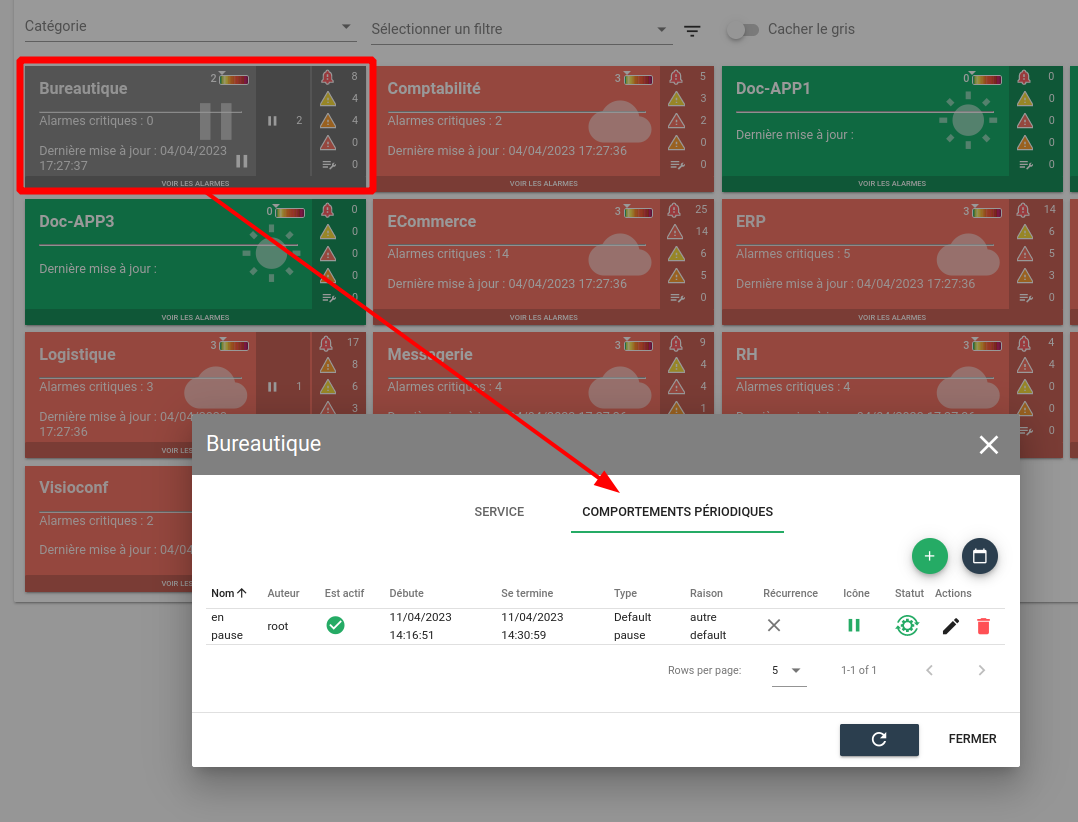 Catégorie
Sélectionner un filtre
Cacher le gris
Bureautique
2
Alarmes critiques : 0
Dernière mise à jour : 04/04/2023
17:27:37
2
8
4
4
0
0
VOIR LES ALARMES
Comptabilité
3
Alarmes critiques : 2
Dernière mise à jour : 04/04/2023 17:27:36
5
3
2
0
0
VOIR LES ALARMES
Doc-APP1
0
Dernière mise à jour :
0
0
0
0
0
VOIR LES ALARMES
Doc-APP3
0
Dernière mise à jour :
0
0
0
0
0
VOIR LES ALARMES
ECommerce
3
Alarmes critiques : 14
Dernière mise à jour : 04/04/2023 17:27:36
25
14
6
5
0
VOIR LES ALARMES
ERP
3
Alarmes critiques : 5
Dernière mise à jour : 04/04/2023 17:27:36
14
6
5
3
0
VOIR LES ALARMES
Logistique
3
Alarmes critiques : 3
Dernière mise à jour : 04/04/2023
17:27:36
1
17
8
6
3
VOIR LES
Messagerie
3
Alarmes critiques : 4
9
4
4
1
RH
3
Alarmes critiques : 4
4
4
0
0
0
Visioconf
Alarmes critiques : 2
Dernière mise à jour : 04/04
VOIR LES
Bureautique
SERVICE
COMPORTEMENTS PÉRIODIQUES
Nom Auteur Est actif Débute Se termine Type Raison Récurrence Icône Statut Actions
en pause root 11/04/2023 14:16:51 11/04/2023 14:30:59 Default pause autre default
Rows per page: 5 1-1 of 1
FERMER